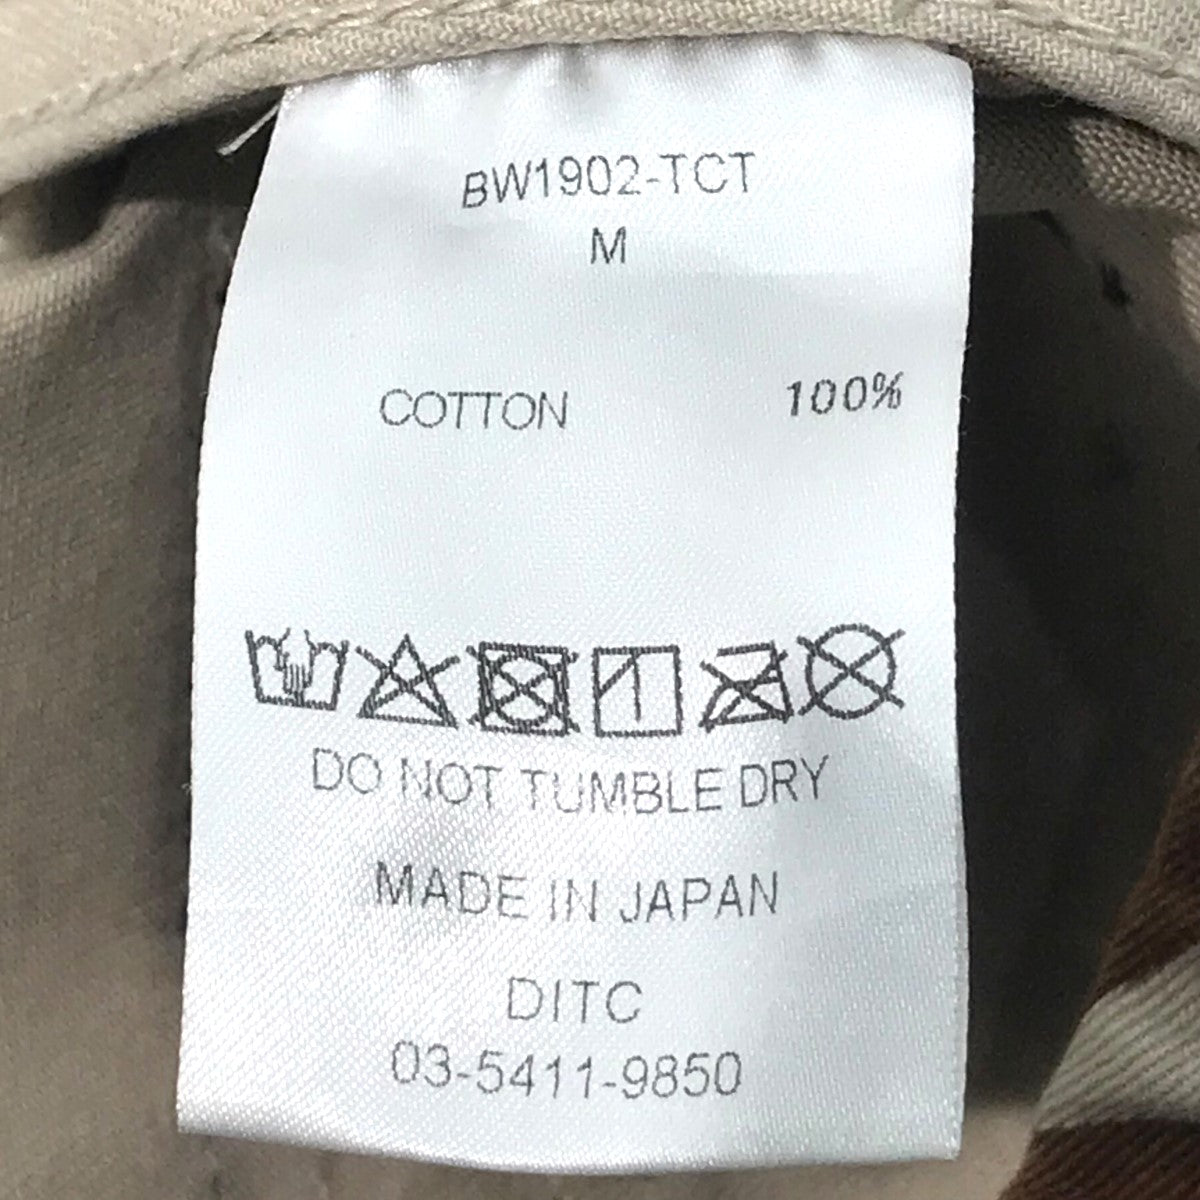 BW1902-TCT
M
COTTON 100%
DO NOT TUMBLE DRY
MADE IN JAPAN
DITC
03-5411-9850